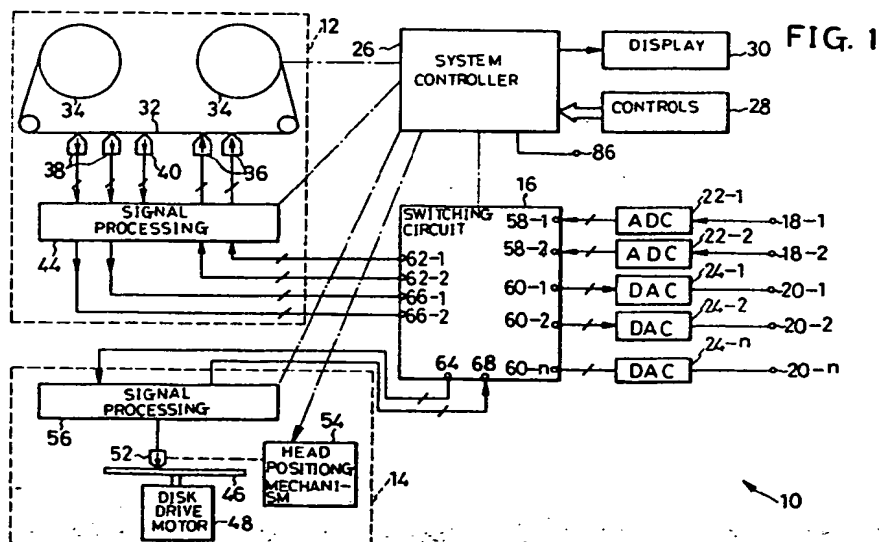 FIG. 1
12
34
34
32
38
40
36
SIGNAL
PROCESSING
44
26
SYSTEM
CONTROLLER
DISPLAY
30
CONTROLS
28
86
16
SWITCHING
CIRCUIT
58-1
58-2
60-1
60-2
60-n
62-1
62-2
66-1
66-2
64
68
22-1
ADC
18-1
22-2
ADC
18-2
24-1
DAC
20-1
24-2
DAC
20-2
24-n
DAC
20-n
SIGNAL
PROCESSING
56
52
46
DISK
DRIVE
MOTOR
48
54
HEAD
POSITIONG
MECHANI-
SM
14
10